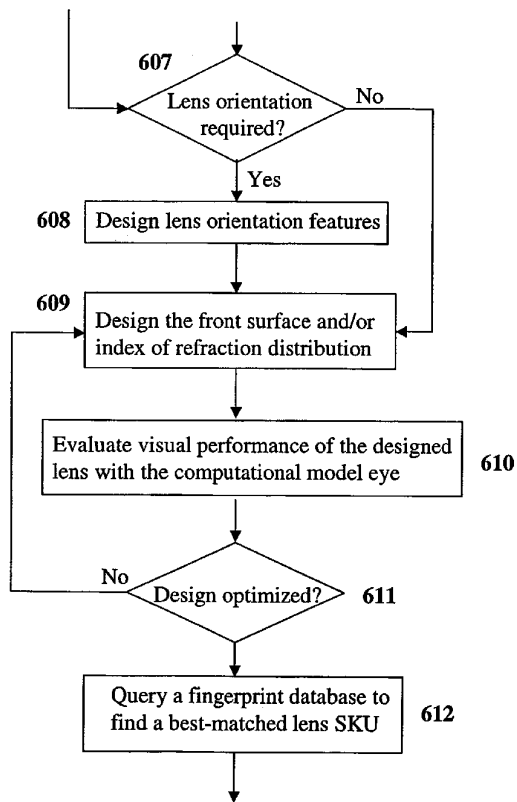 607
Lens orientation
required?
No
Yes
608
Design lens orientation features
609
Design the front surface and/or
index of refraction distribution
Evaluate visual performance of the designed
lens with the computational model eye
610
No
Design optimized?
611
Query a fingerprint database to
find a best-matched lens SKU
612